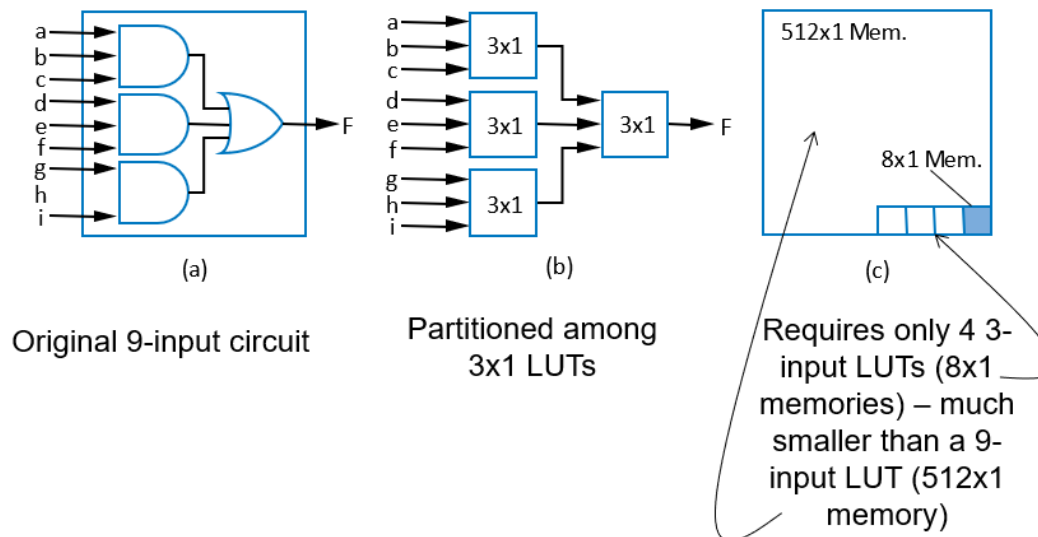 a
b
c
d
e
f
g
h
i
F
(a)
Original 9-input circuit
a
b
c
d
e
f
g
h
i
3x1
3x1
3x1
3x1
F
(b)
Partitioned among
3x1 LUTs
512x1 Mem.
8x1 Mem.
(c)
Requires only 4 3-
input LUTs (8x1
memories) – much
smaller than a 9-
input LUT (512x1
memory)